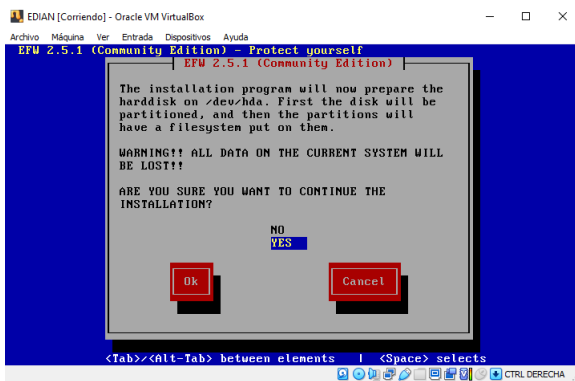 EDIAN [Corriendo] - Oracle VM VirtualBox
Archivo Máquina Ver Entrada Dispositivos Ayuda
EFW 2.5.1 (Community Edition) - Protect yourself
EFW 2.5.1 (Community Edition)
The installation program will now prepare the
harddisk on /dev/hda. First the disk will be
partitioned, and then the partitions will
have a filesystem put on them.
WARNING!! ALL DATA ON THE CURRENT SYSTEM WILL
BE LOST!!
ARE YOU SURE YOU WANT TO CONTINUE THE
INSTALLATION?
NO
YES
Ok Cancel
<Tab>/<Alt-Tab> between elements | <Space> selects
CTRL DERECHA